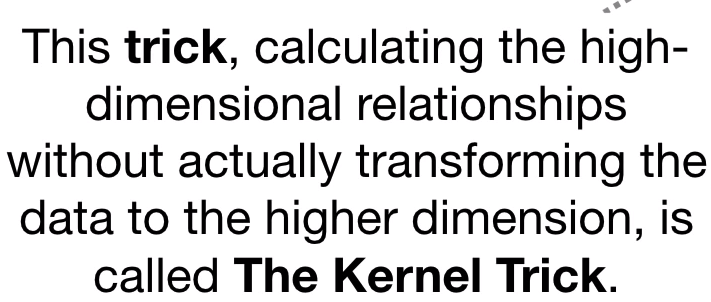 This trick, calculating the high-
dimensional relationships
without actually transforming the
data to the higher dimension, is
called The Kernel Trick.